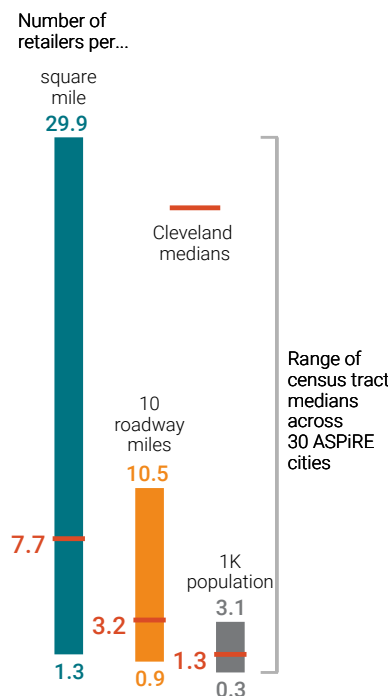 Number of
retailers per...
square
mile
29.9
Cleveland
medians
Range of
census tract
medians
across
30 ASPiRE
cities
10
roadway
miles
10.5
7.7
1K
population
3.1
3.2
1.3
1.3
0.9
0.3